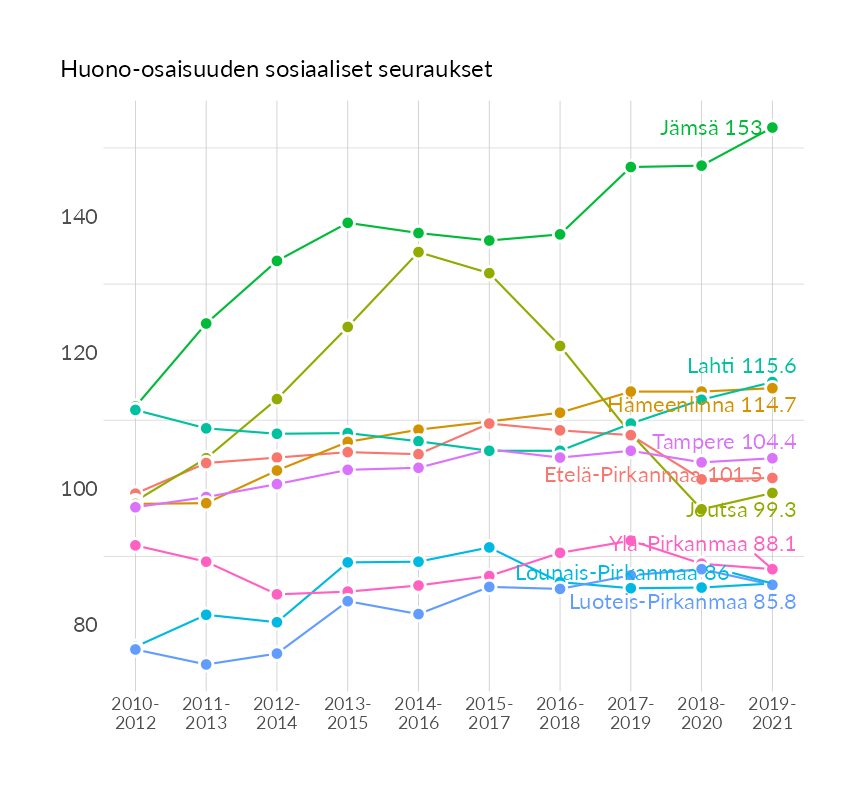 Huono-osaisuuden sosiaaliset seuraukset
Jämsä 153
140
120
Lahti 115.6
Hämeenlinna 114.7
Tampere 104.4
Etelä-Pirkanmaa 101.5
100
Joutsa 99.3
Ylä-Pirkanmaa 88.1
Lounais-Pirkanmaa 86
Luoteis-Pirkanmaa 85.8
80
2010- 2011- 2012- 2013- 2014- 2015- 2016- 2017- 2018- 2019-
2012 2013 2014 2015 2016 2017 2018 2019 2020 2021